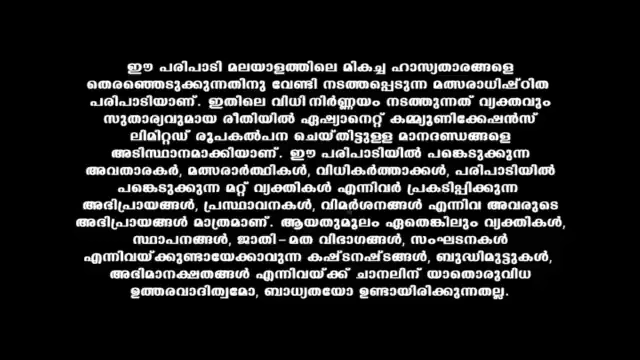 ഈ പരിപാടി മലയാളത്തിലെ മികച്ച ഹാസ്യതാരങ്ങളെ
തെരഞ്ഞെടുക്കുന്നതിനു വേണ്ടി നടത്തപ്പെടുന്ന മത്സരാധിഷ്ഠിത
പരിപാടിയാണ്. ഇതിലെ വിധി നിർണ്ണയം നടത്തുന്നത് വ്യക്തവും
സുതാര്യവുമായ രീതിയിൽ ഏഷ്യാനെറ്റ് കമ്മ്യൂണിക്കേഷൻസ്
ലിമിറ്റഡ് രൂപകൽപന ചെയ്തിട്ടുള്ള മാനദണ്ഡങ്ങളെ
അടിസ്ഥാനമാക്കിയാണ്. ഈ പരിപാടിയിൽ പങ്കെടുക്കുന്ന
അവതാരകർ, മത്സരാർത്ഥികൾ, വിധികർത്താക്കൾ, പരിപാടിയിൽ
പങ്കെടുക്കുന്ന മറ്റ് വ്യക്തികൾ എന്നിവർ പ്രകടിപ്പിക്കുന്ന
അഭിപ്രായങ്ങൾ, പ്രസ്ഥാവനകൾ, വിമർശനങ്ങൾ എന്നിവ അവരുടെ
അഭിപ്രായങ്ങൾ മാത്രമാണ്. ആയതുമൂലം ഏതെങ്കിലും വ്യക്തികൾ,
സ്ഥാപനങ്ങൾ, ജാതി-മത വിഭാഗങ്ങൾ, സംഘടനകൾ
എന്നിവയ്ക്കുണ്ടായേക്കാവുന്ന കഷ്ടനഷ്ടങ്ങൾ, ബുദ്ധിമുട്ടുകൾ,
അഭിമാനക്ഷതങ്ങൾ എന്നിവയ്ക്ക് ചാനലിന് യാതൊരുവിധ
ഉത്തരവാദിത്വമോ, ബാധ്യതയോ ഉണ്ടായിരിക്കുന്നതല്ല.